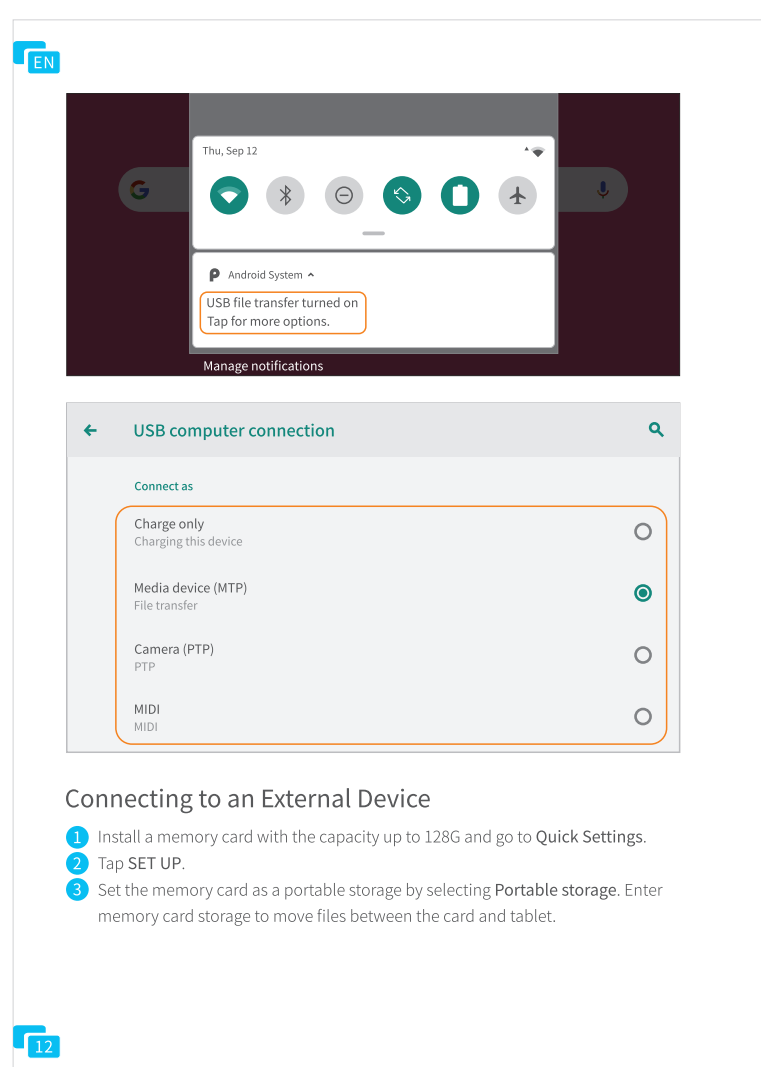 EN
Thu, Sep 12
G
Android System
USB file transfer turned on
Tap for more options.
Manage notifications
USB computer connection
Connect as
Charge only
Charging this device
Media device (MTP)
File transfer
Camera (PTP)
PTP
MIDI
MIDI
Connecting to an External Device
1 Install a memory card with the capacity up to 128G and go to Quick Settings.
2 Tap SET UP.
3 Set the memory card as a portable storage by selecting Portable storage. Enter
memory card storage to move files between the card and tablet.
12